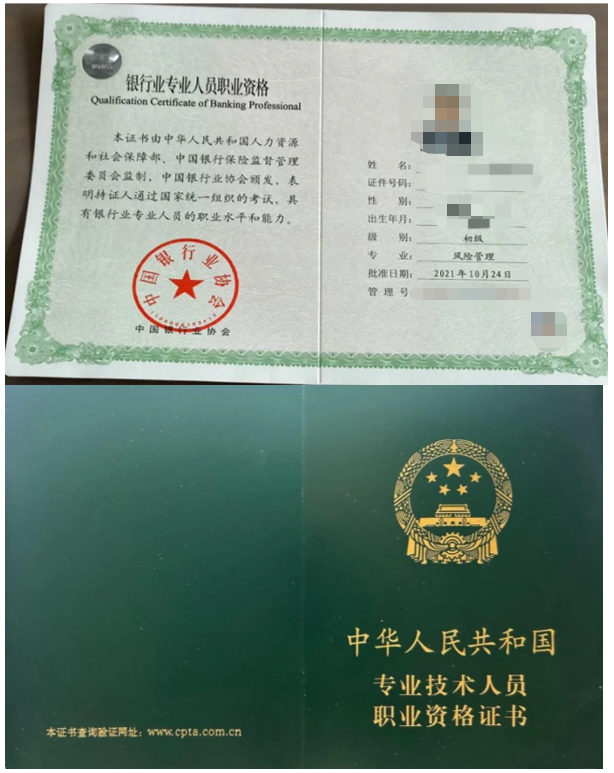 银行业专业人员职业资格
Qualification Certificate of Banking Professional
本证书由中华人民共和国人力资源
和社会保障部、中国银行保险监督管理
委员会监制，中国银行业协会颁发，表
明持证人通过国家统一组织的考试，具
有银行业专业人员的职业水平和能力。
中国银行业协会
中国银行业协会
姓 名：
证件号码：
性 别：
出生年月：
级 别： 初级
专 业： 风险管理
批准日期： 2021年10月24日
管 理 号
中华人民共和国
专业技术人员
职业资格证书
本证书查询验证网址：www.cpta.com.cn